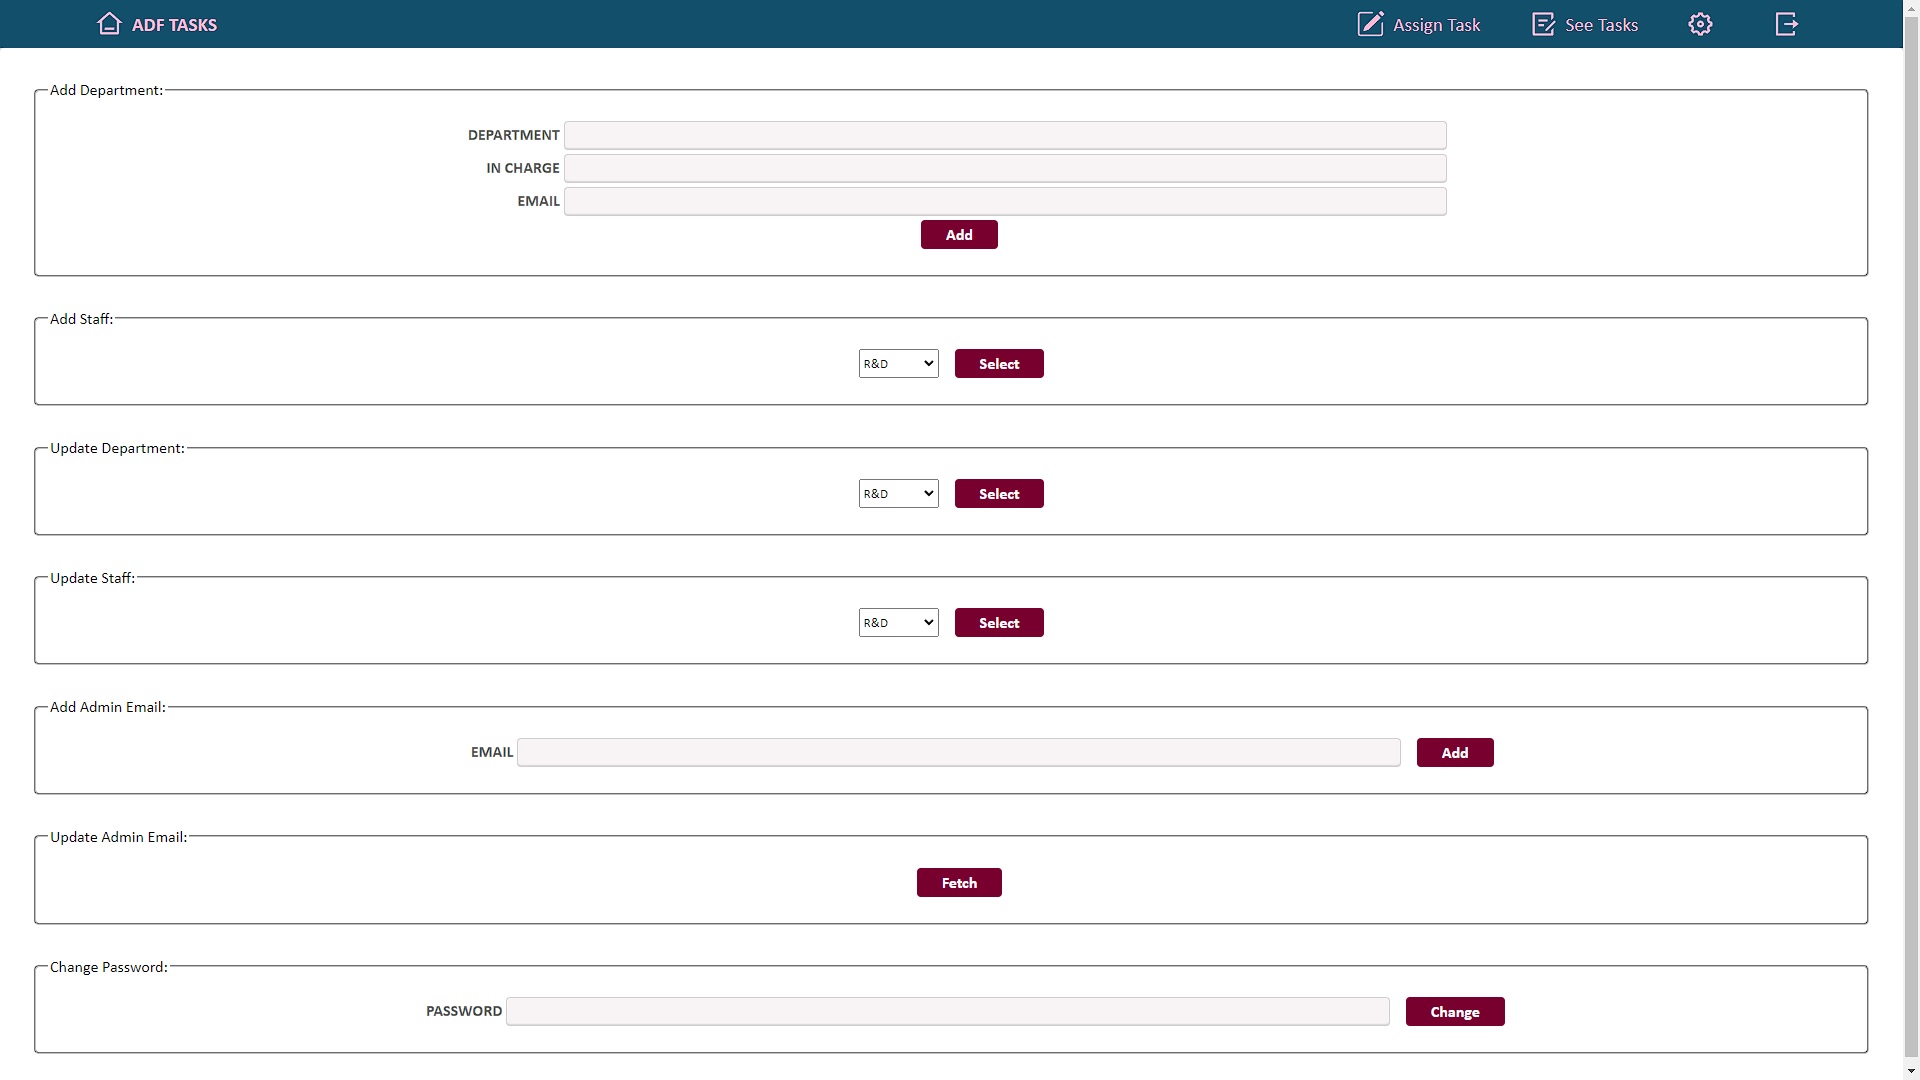 ADF TASKS
Assign Task
See Tasks
Add Department:
DEPARTMENT
IN CHARGE
EMAIL
Add
Add Staff:
R&D
Select
Update Department:
R&D
Select
Update Staff:
R&D
Select
Add Admin Email:
EMAIL
Add
Update Admin Email:
Fetch
Change Password:
PASSWORD
Change